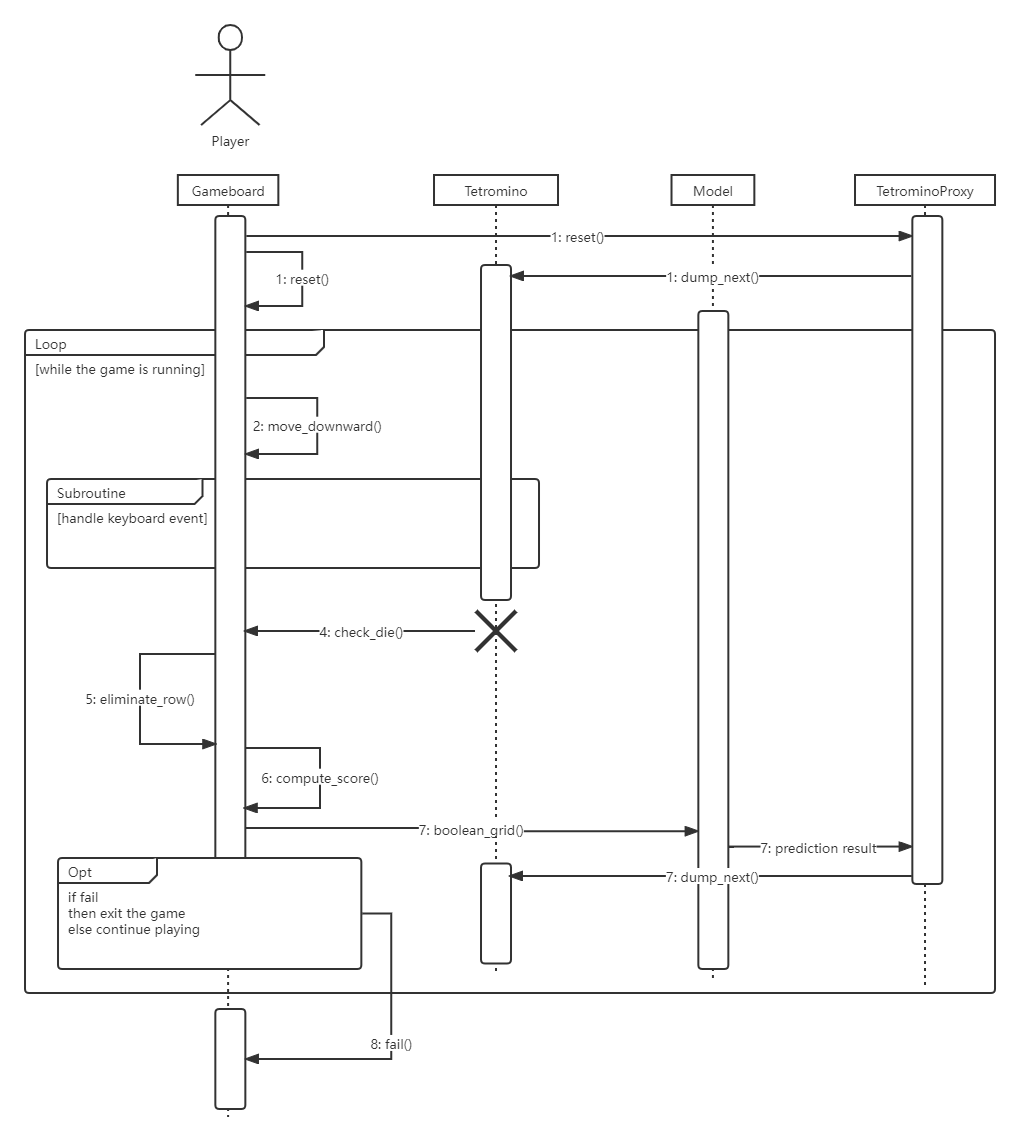 Player
Gameboard
Tetromino
Model
TetrominoProxy
1: reset()
1: dump_next()
1: reset()
Loop
[while the game is running]
2: move_downward()
Subroutine
[handle keyboard event]
4: check_die()
5: eliminate_row()
6: compute_score()
7: boolean_grid()
7: prediction result
7: dump_next()
Opt
if fail
then exit the game
else continue playing
8: fail()